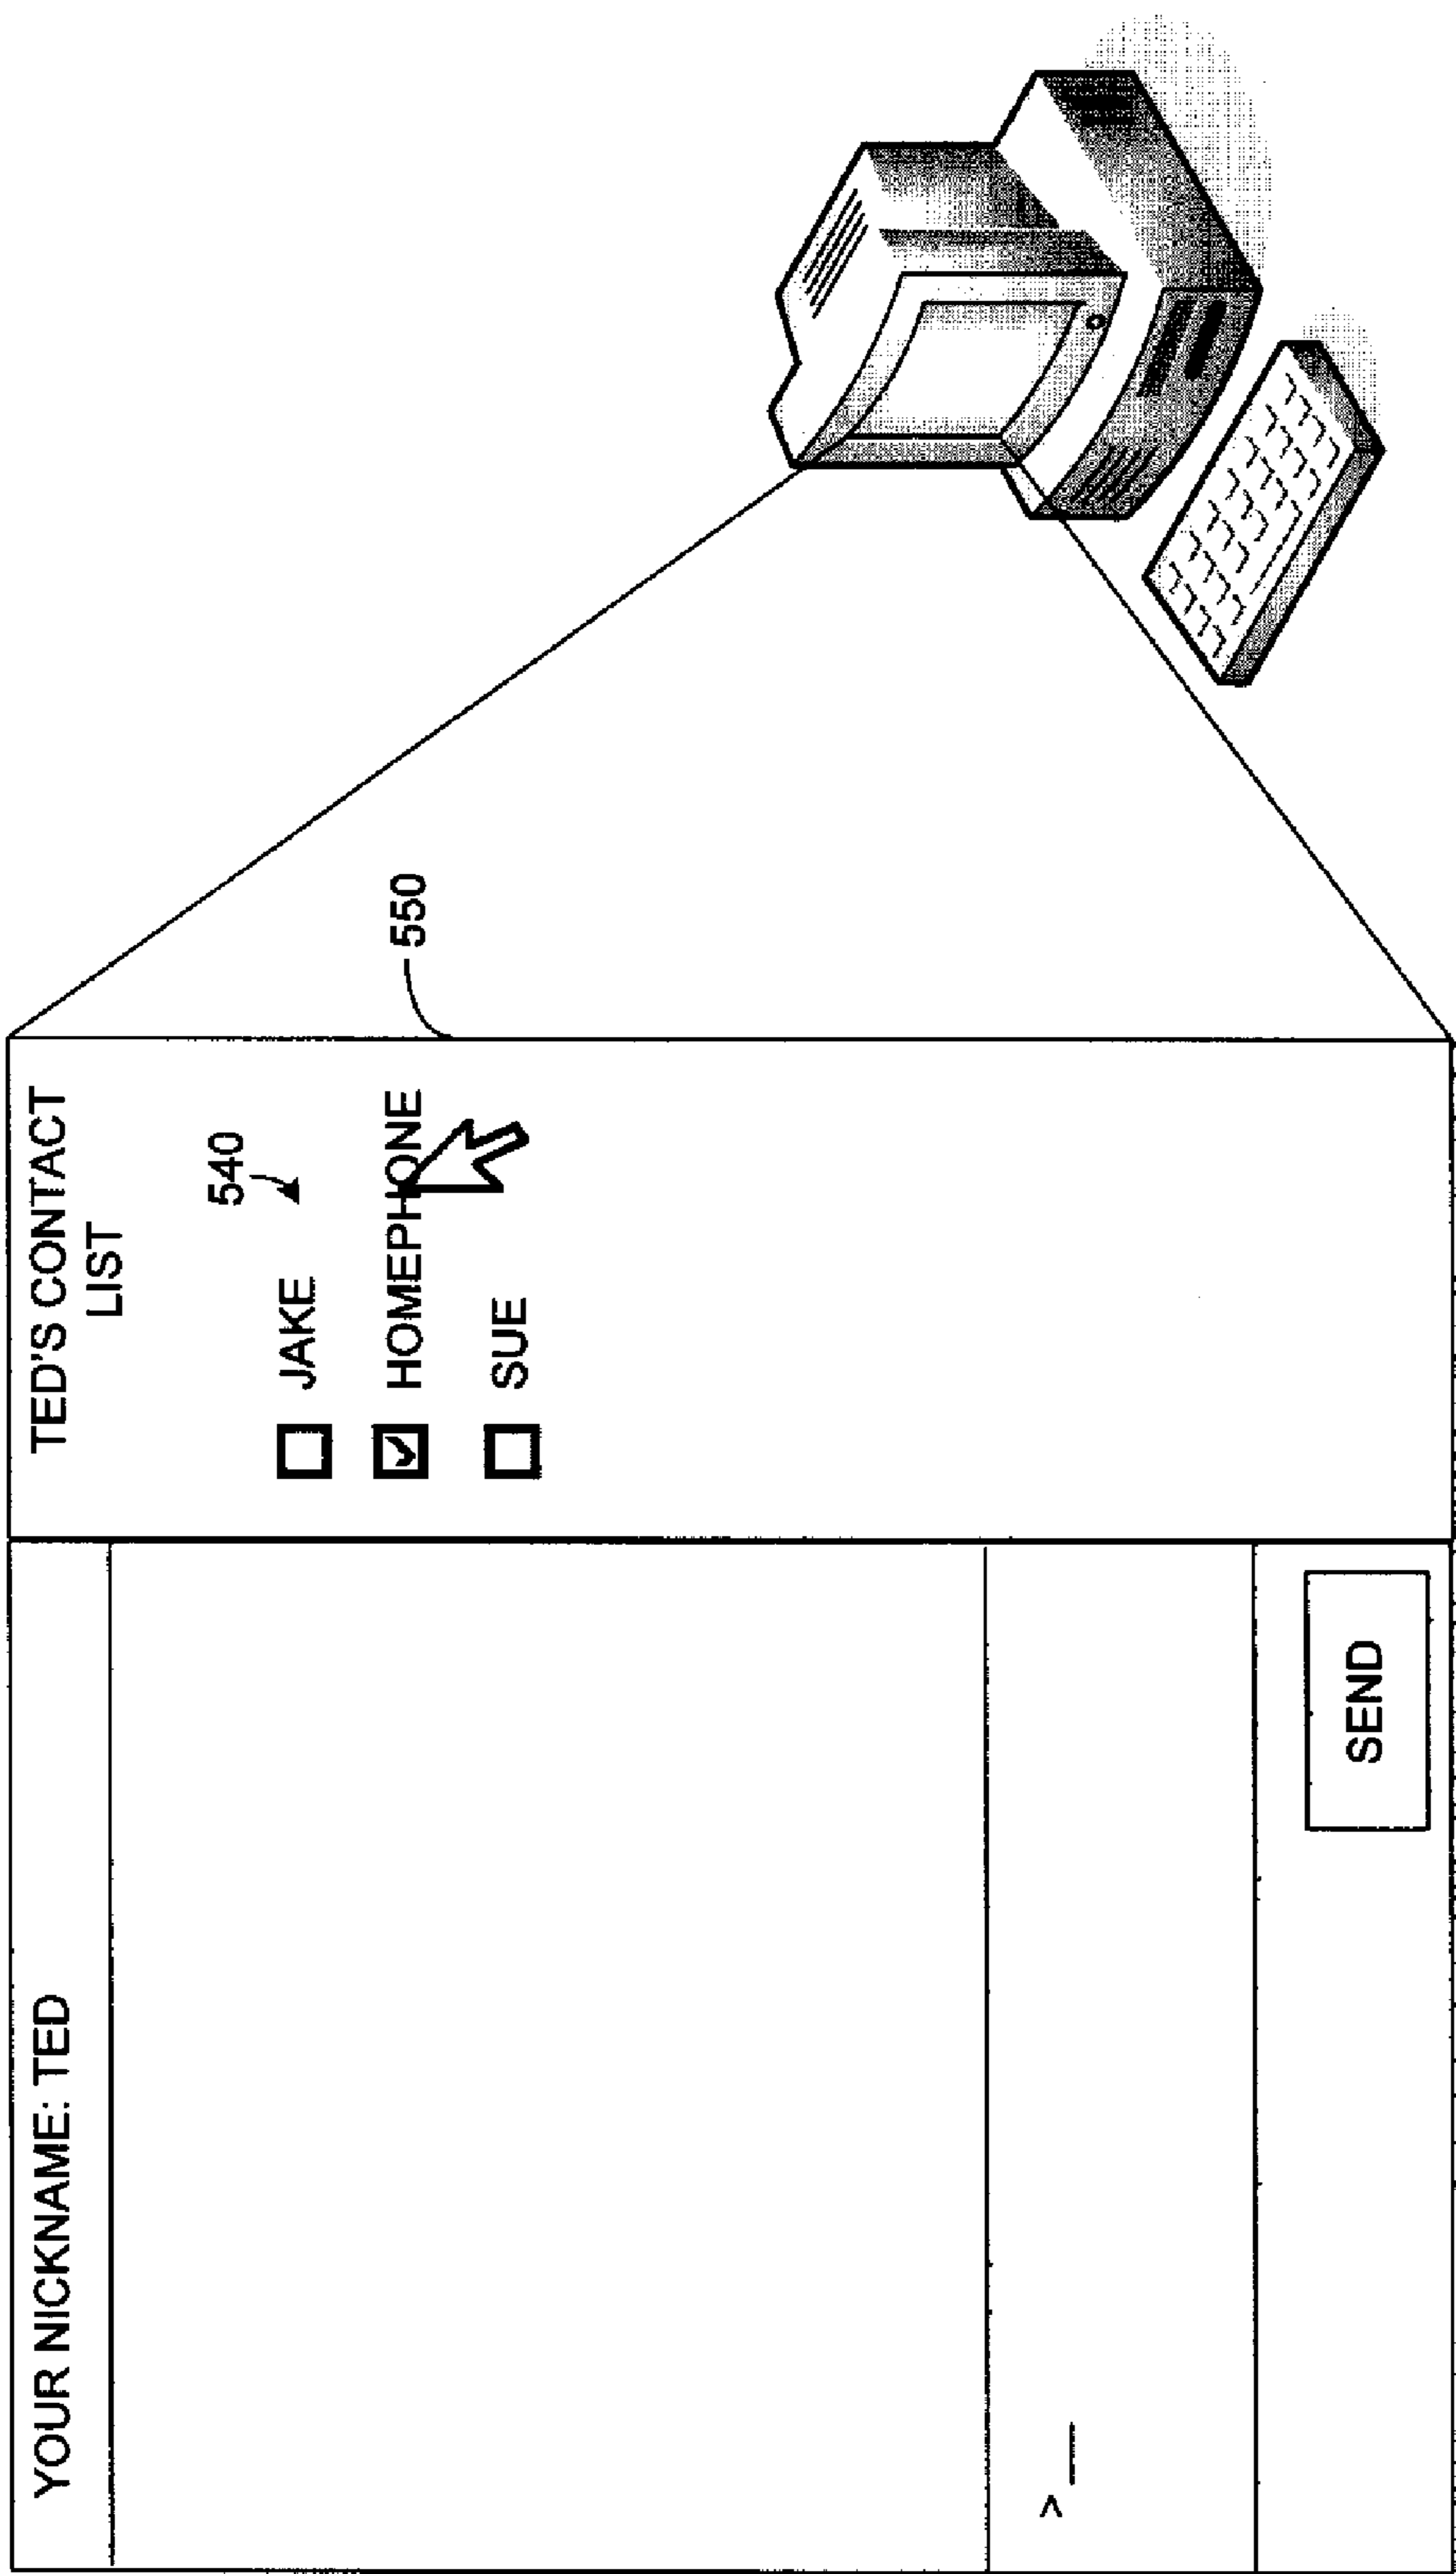 YOUR NICKNAME: TED
>_
SEND
TED'S CONTACT
LIST
540
JAKE
HOMEPHONE
SUE
550